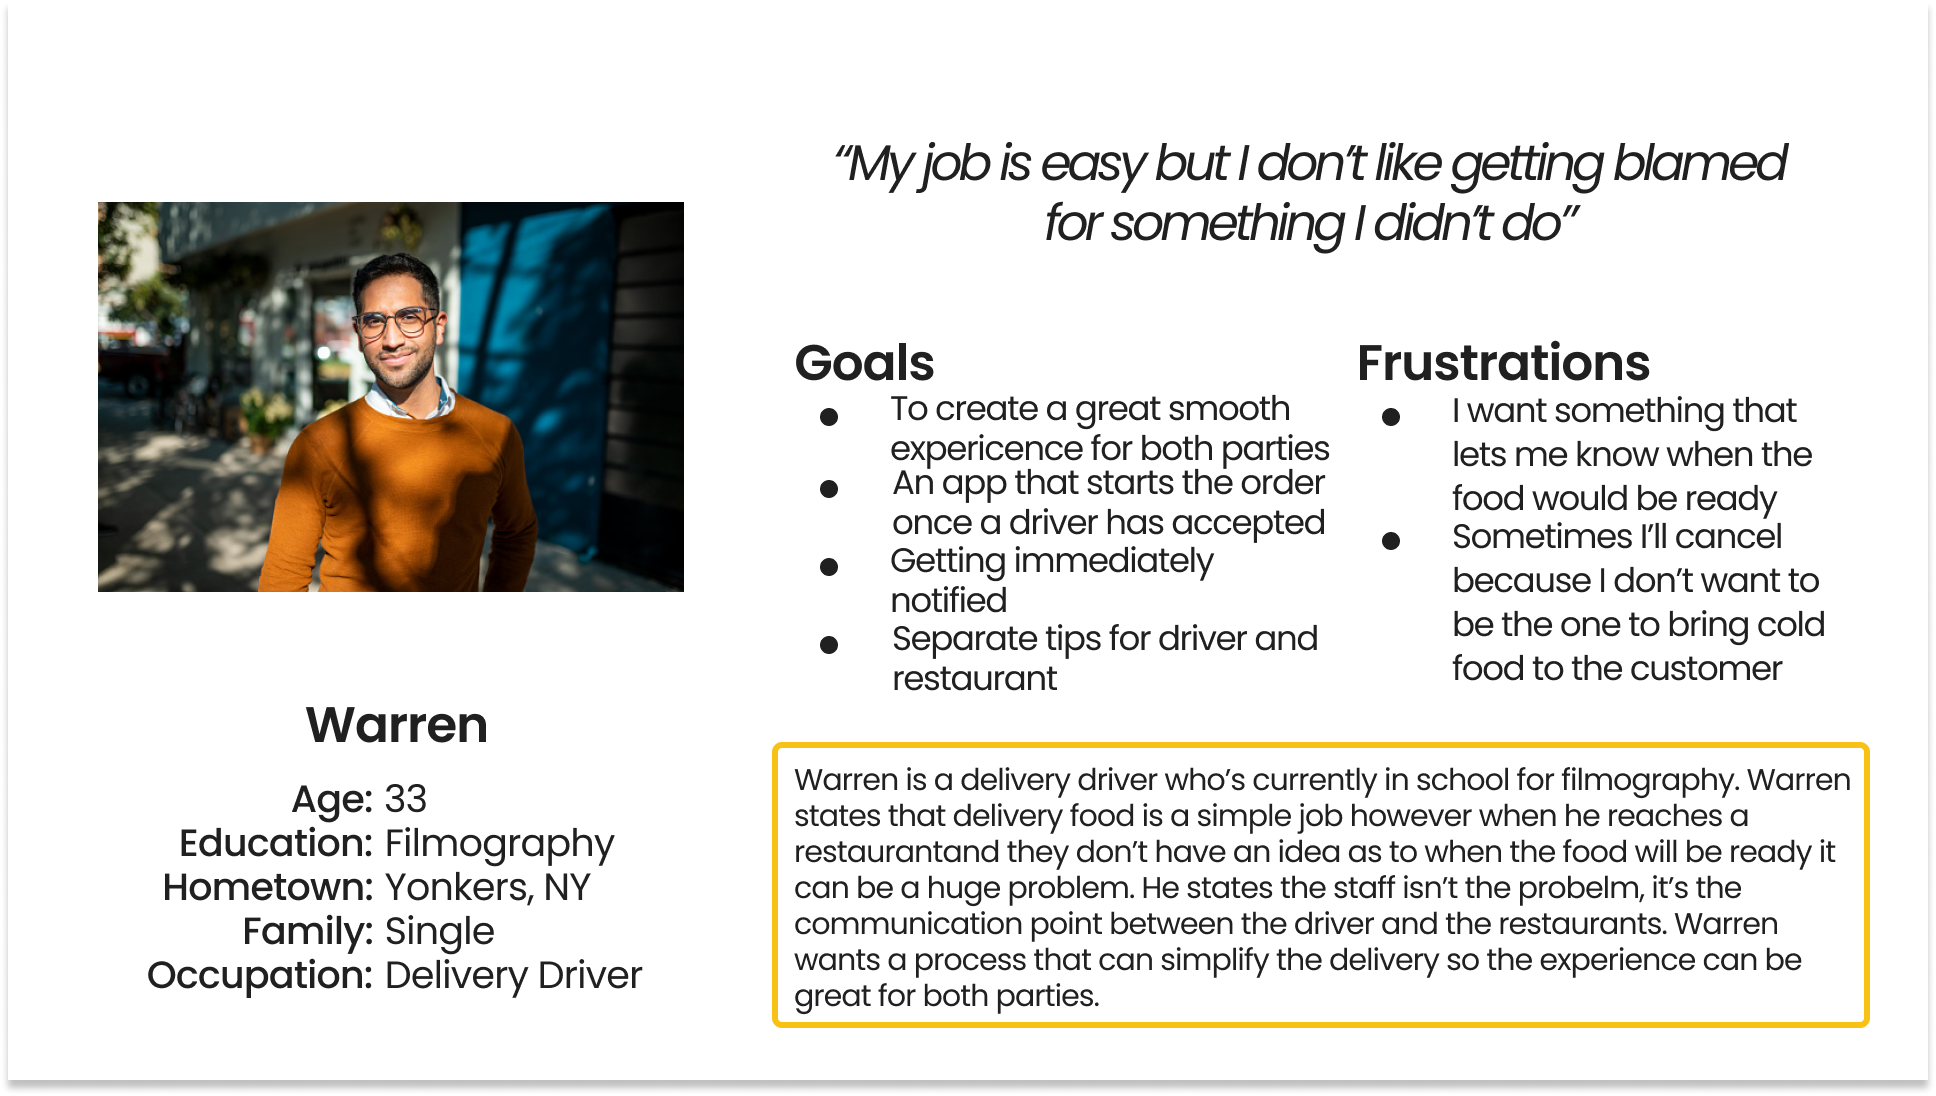 “My job is easy but I don’t like getting blamed
for something I didn’t do”
Goals
To create a great smooth
expericence for both parties
An app that starts the order
once a driver has accepted
Getting immediately
notified
Separate tips for driver and
restaurant
Frustrations
I want something that
lets me know when the
food would be ready
Sometimes I’ll cancel
because I don’t want to
be the one to bring cold
food to the customer
Warren
Age: 33
Education: Filmography
Hometown: Yonkers, NY
Family: Single
Occupation: Delivery Driver
Warren is a delivery driver who’s currently in school for filmography. Warren
states that delivery food is a simple job however when he reaches a
restaurantand they don’t have an idea as to when the food will be ready it
can be a huge problem. He states the staff isn’t the probelm, it’s the
communication point between the driver and the restaurants. Warren
wants a process that can simplify the delivery so the experience can be
great for both parties.